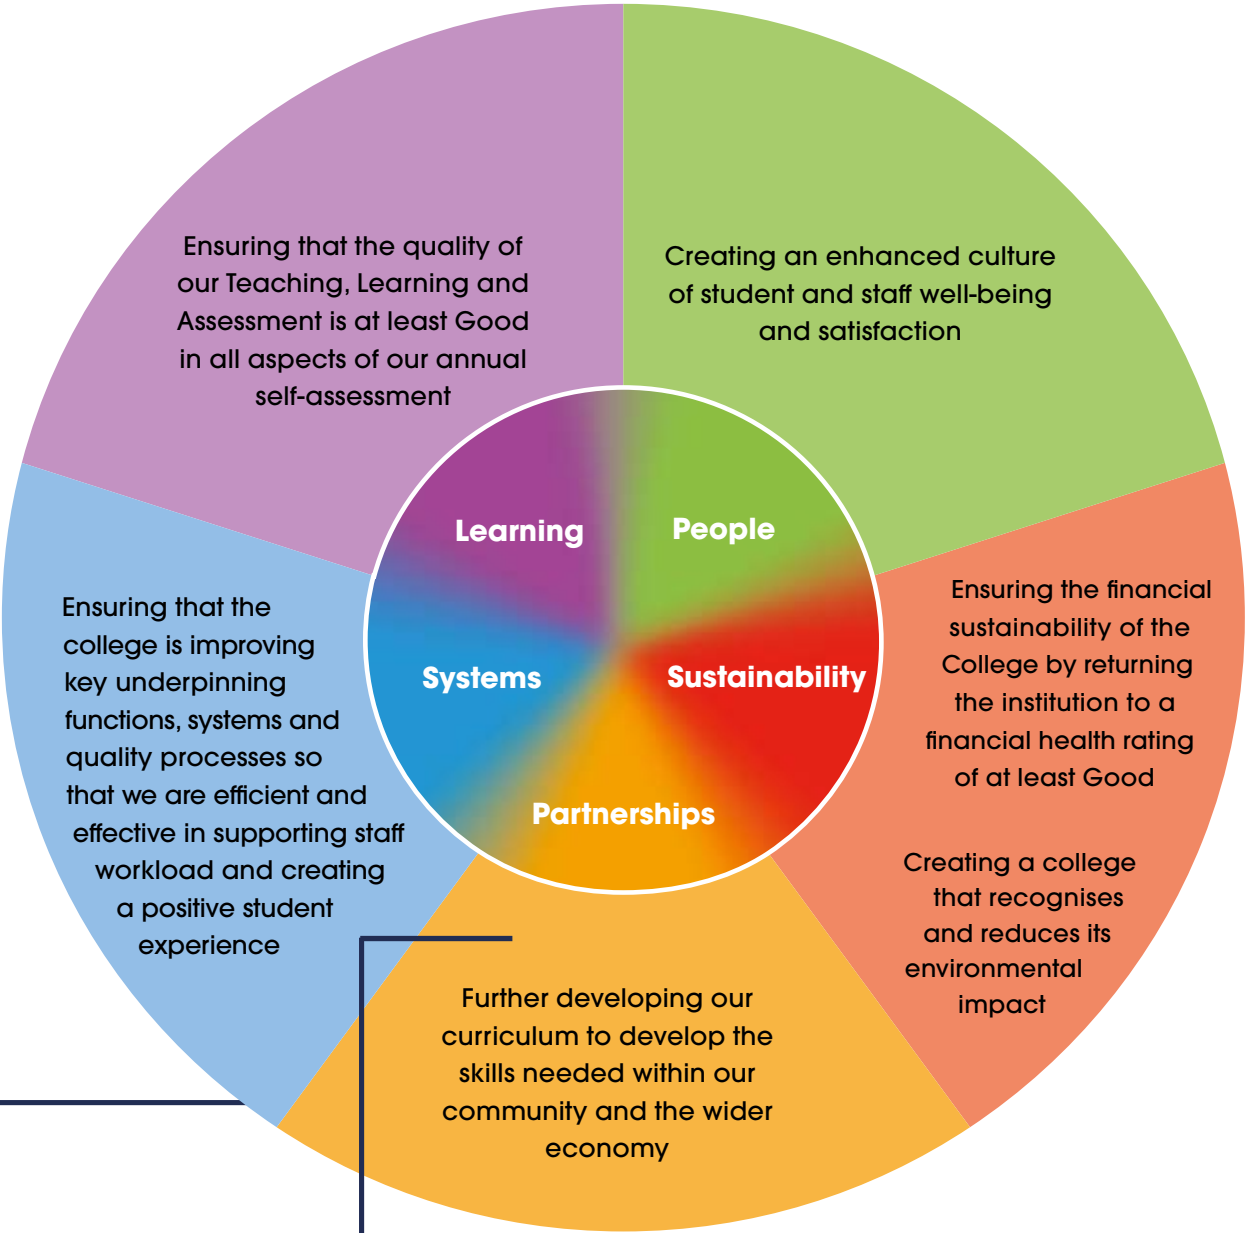 Ensuring that the quality of
our Teaching, Learning and
Assessment is at least Good
in all aspects of our annual
self-assessment
Creating an enhanced culture
of student and staff well-being
and satisfaction
Learning
People
Systems
Sustainability
Partnerships
Ensuring that the
college is improving
key underpinning
functions, systems and
quality processes so
that we are efficient and
effective in supporting staff
workload and creating
a positive student
experience
Ensuring the financial
sustainability of the
College by returning
the institution to a
financial health rating
of at least Good
Creating a college
that recognises
and reduces its
environmental
impact
Further developing our
curriculum to develop the
skills needed within our
community and the wider
economy